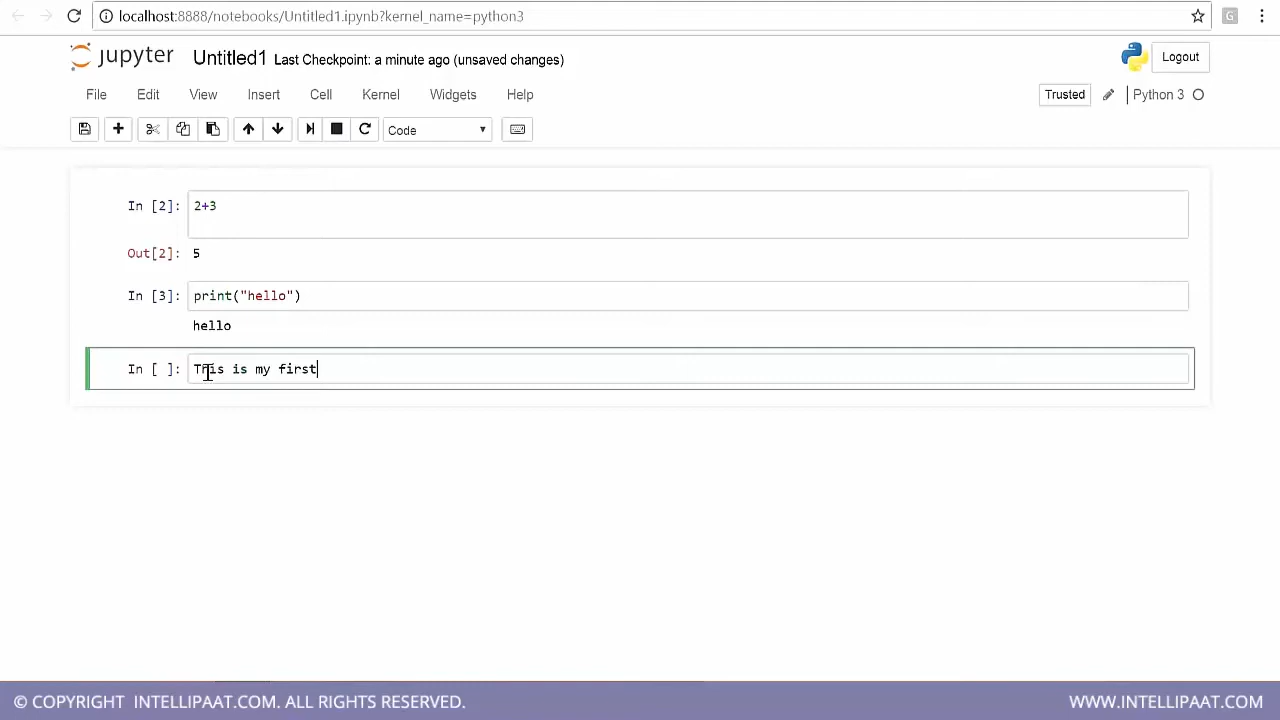 localhost:8888/notebooks/Untitled1.ipynb?kernel_name=python3
G
jupyter Untitled1 Last Checkpoint: a minute ago (unsaved changes)
Logout
File Edit View Insert Cell Kernel Widgets Help
Trusted Python 3
Code
In [2]: 2+3
Out[2]: 5
In [3]: print("hello")
hello
In [ ]: This is my first
© COPYRIGHT INTELLIPAAT.COM. ALL RIGHTS RESERVED. WWW.INTELLIPAAT.COM